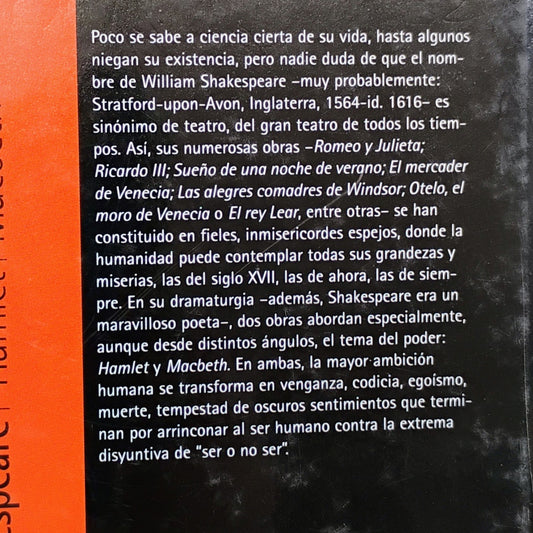 Poco se sabe a ciencia cierta de su vida, hasta algunos
niegan su existencia, pero nadie duda de que el nom-
bre de William Shakespeare –muy probablemente:
Stratford-upon-Avon, Inglaterra, 1564-id. 1616– es
sinónimo de teatro, del gran teatro de todos los tiem-
pos. Así, sus numerosas obras –Romeo y Julieta;
Ricardo III; Sueño de una noche de verano; El mercader
de Venecia; Las alegres comadres de Windsor; Otelo, el
moro de Venecia o El rey Lear, entre otras– se han
constituido en fieles, inmisericordes espejos, donde la
humanidad puede contemplar todas sus grandezas y
miserias, las del siglo XVII, las de ahora, las de siem-
pre. En su dramaturgia –además, Shakespeare era un
maravilloso poeta–, dos obras abordan especialmente,
aunque desde distintos ángulos, el tema del poder:
Hamlet y Macbeth. En ambas, la mayor ambición
humana se transforma en venganza, codicia, egoísmo,
muerte, tempestad de oscuros sentimientos que termi-
nan por arrinconar al ser humano contra la extrema
disyuntiva de "ser o no ser".